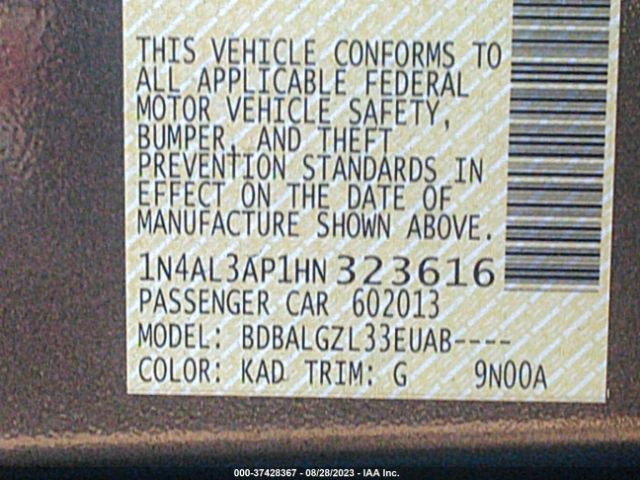 THIS VEHICLE CONFORMS TO
ALL APPLICABLE FEDERAL
MOTOR VEHICLE SAFETY,
BUMPER, AND THEFT
PREVENTION STANDARDS IN
EFFECT ON THE DATE OF
MANUFACTURE SHOWN ABOVE.
1N4AL3AP1HN 323616
PASSENGER CAR 602013
MODEL: BDBALGZL33EUAB----
COLOR: KAD TRIM: G 9N00A
000-37428367 - 08/28/2023 - IAA Inc.